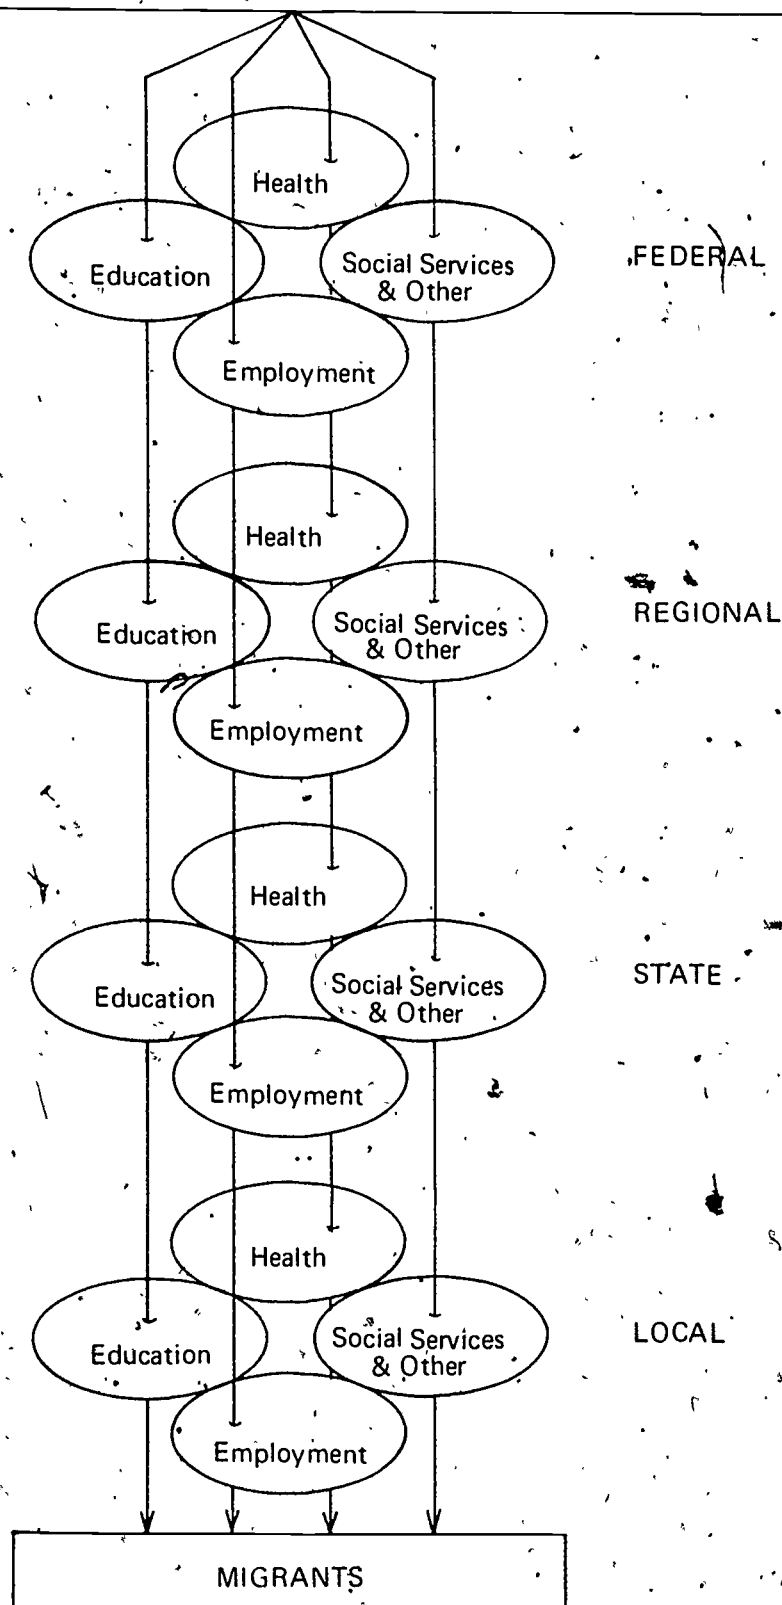 Health
Education
Social Services
& Other
FEDERAL
Employment
Health
Education
Social Services
& Other
REGIONAL
Employment
Health
Education
Social Services
& Other
STATE
Employment
Health
Education
Social Services
& Other
LOCAL
Employment
MIGRANTS